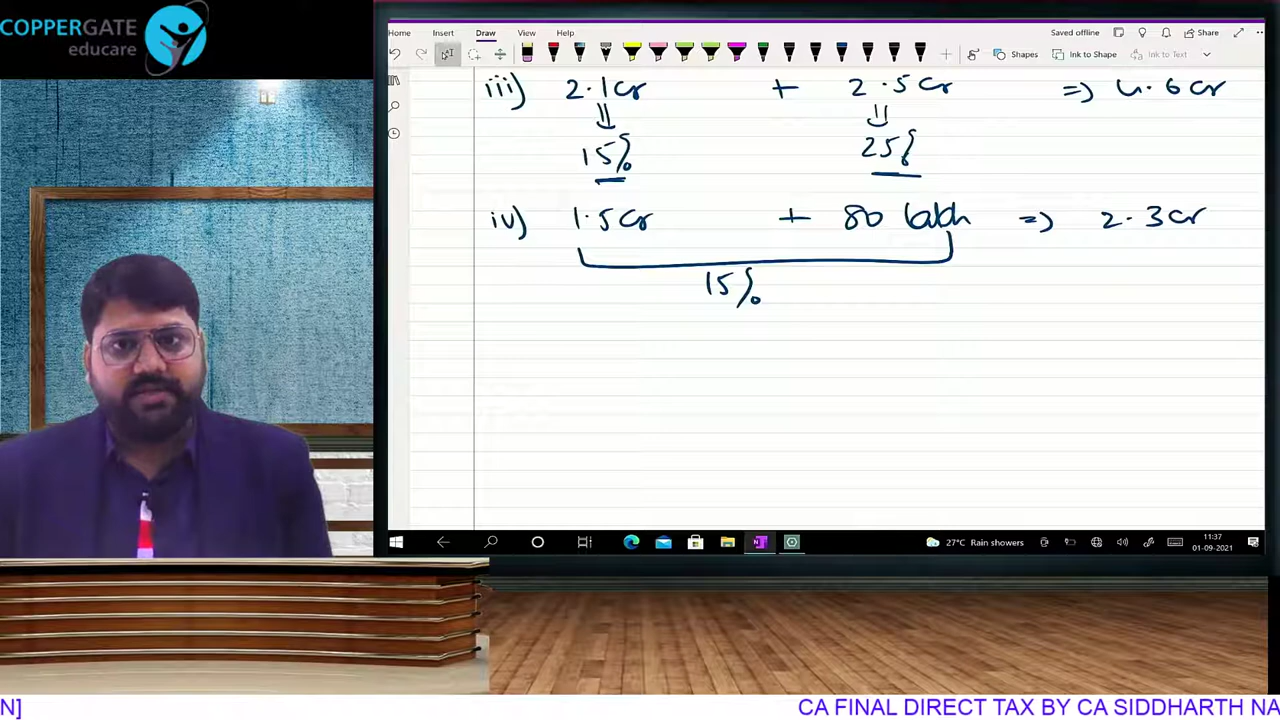 COPPERGATE
educare
Home Insert Draw View Help
Saved offline Share
Shapes Ink to Shape Ink to Text
iii) 2.1cr + 2.5cr => 4.6cr
15% 25%
iv) 1.5cr + 80 lakh => 2.3cr
15%
27°C Rain showers
11:37
01-09-2021
N] CA FINAL DIRECT TAX BY CA SIDDHARTH NA